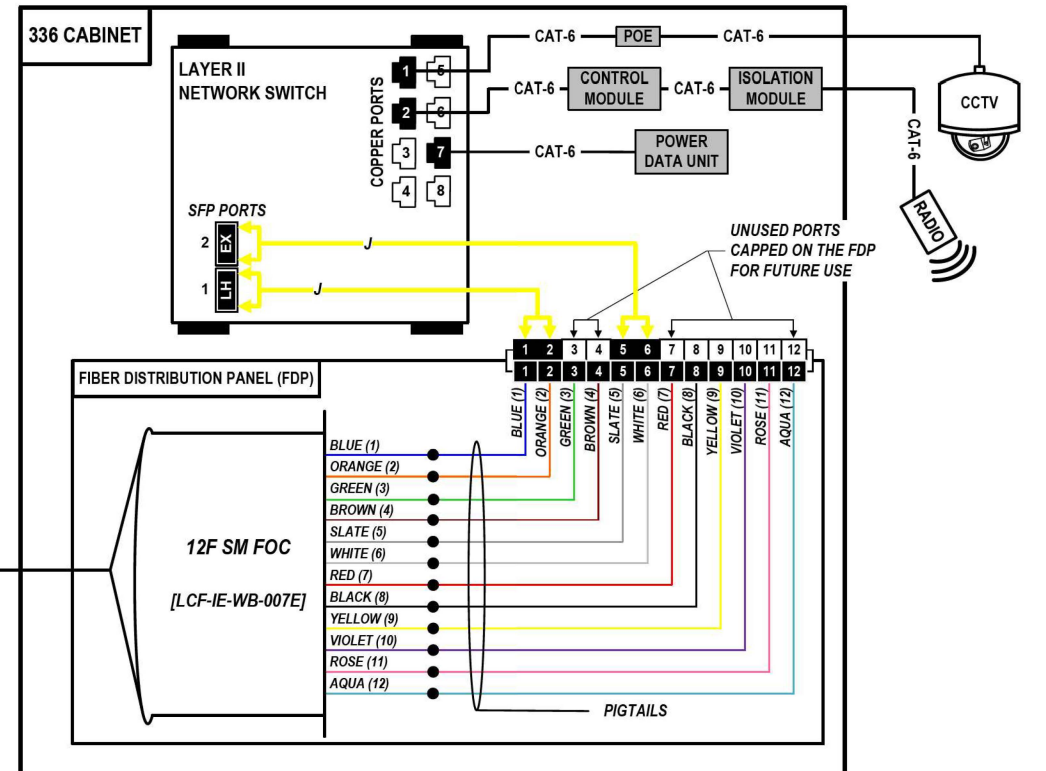 336 CABINET
LAYER II
NETWORK SWITCH
COPPER PORTS
1 5
2 6
3 7
4 8
CAT-6 POE CAT-6
CAT-6 CONTROL
MODULE CAT-6 ISOLATION
MODULE
CAT-6 POWER
DATA UNIT
CCTV
CAT-6
RADIO
SFP PORTS
2 EX
1 LH
J
J
UNUSED PORTS
CAPPED ON THE FDP
FOR FUTURE USE
1 2 3 4 5 6 7 8 9 10 11 12
1 2 3 4 5 6 7 8 9 10 11 12
FIBER DISTRIBUTION PANEL (FDP)
BLUE (1)
ORANGE (2)
GREEN (3)
BROWN (4)
SLATE (5)
WHITE (6)
RED (7)
BLACK (8)
YELLOW (9)
VIOLET (10)
ROSE (11)
AQUA (12)
12F SM FOC
[LCF-IE-WB-007E]
BLUE (1)
ORANGE (2)
GREEN (3)
BROWN (4)
SLATE (5)
WHITE (6)
RED (7)
BLACK (8)
YELLOW (9)
VIOLET (10)
ROSE (11)
AQUA (12)
PIGTAILS